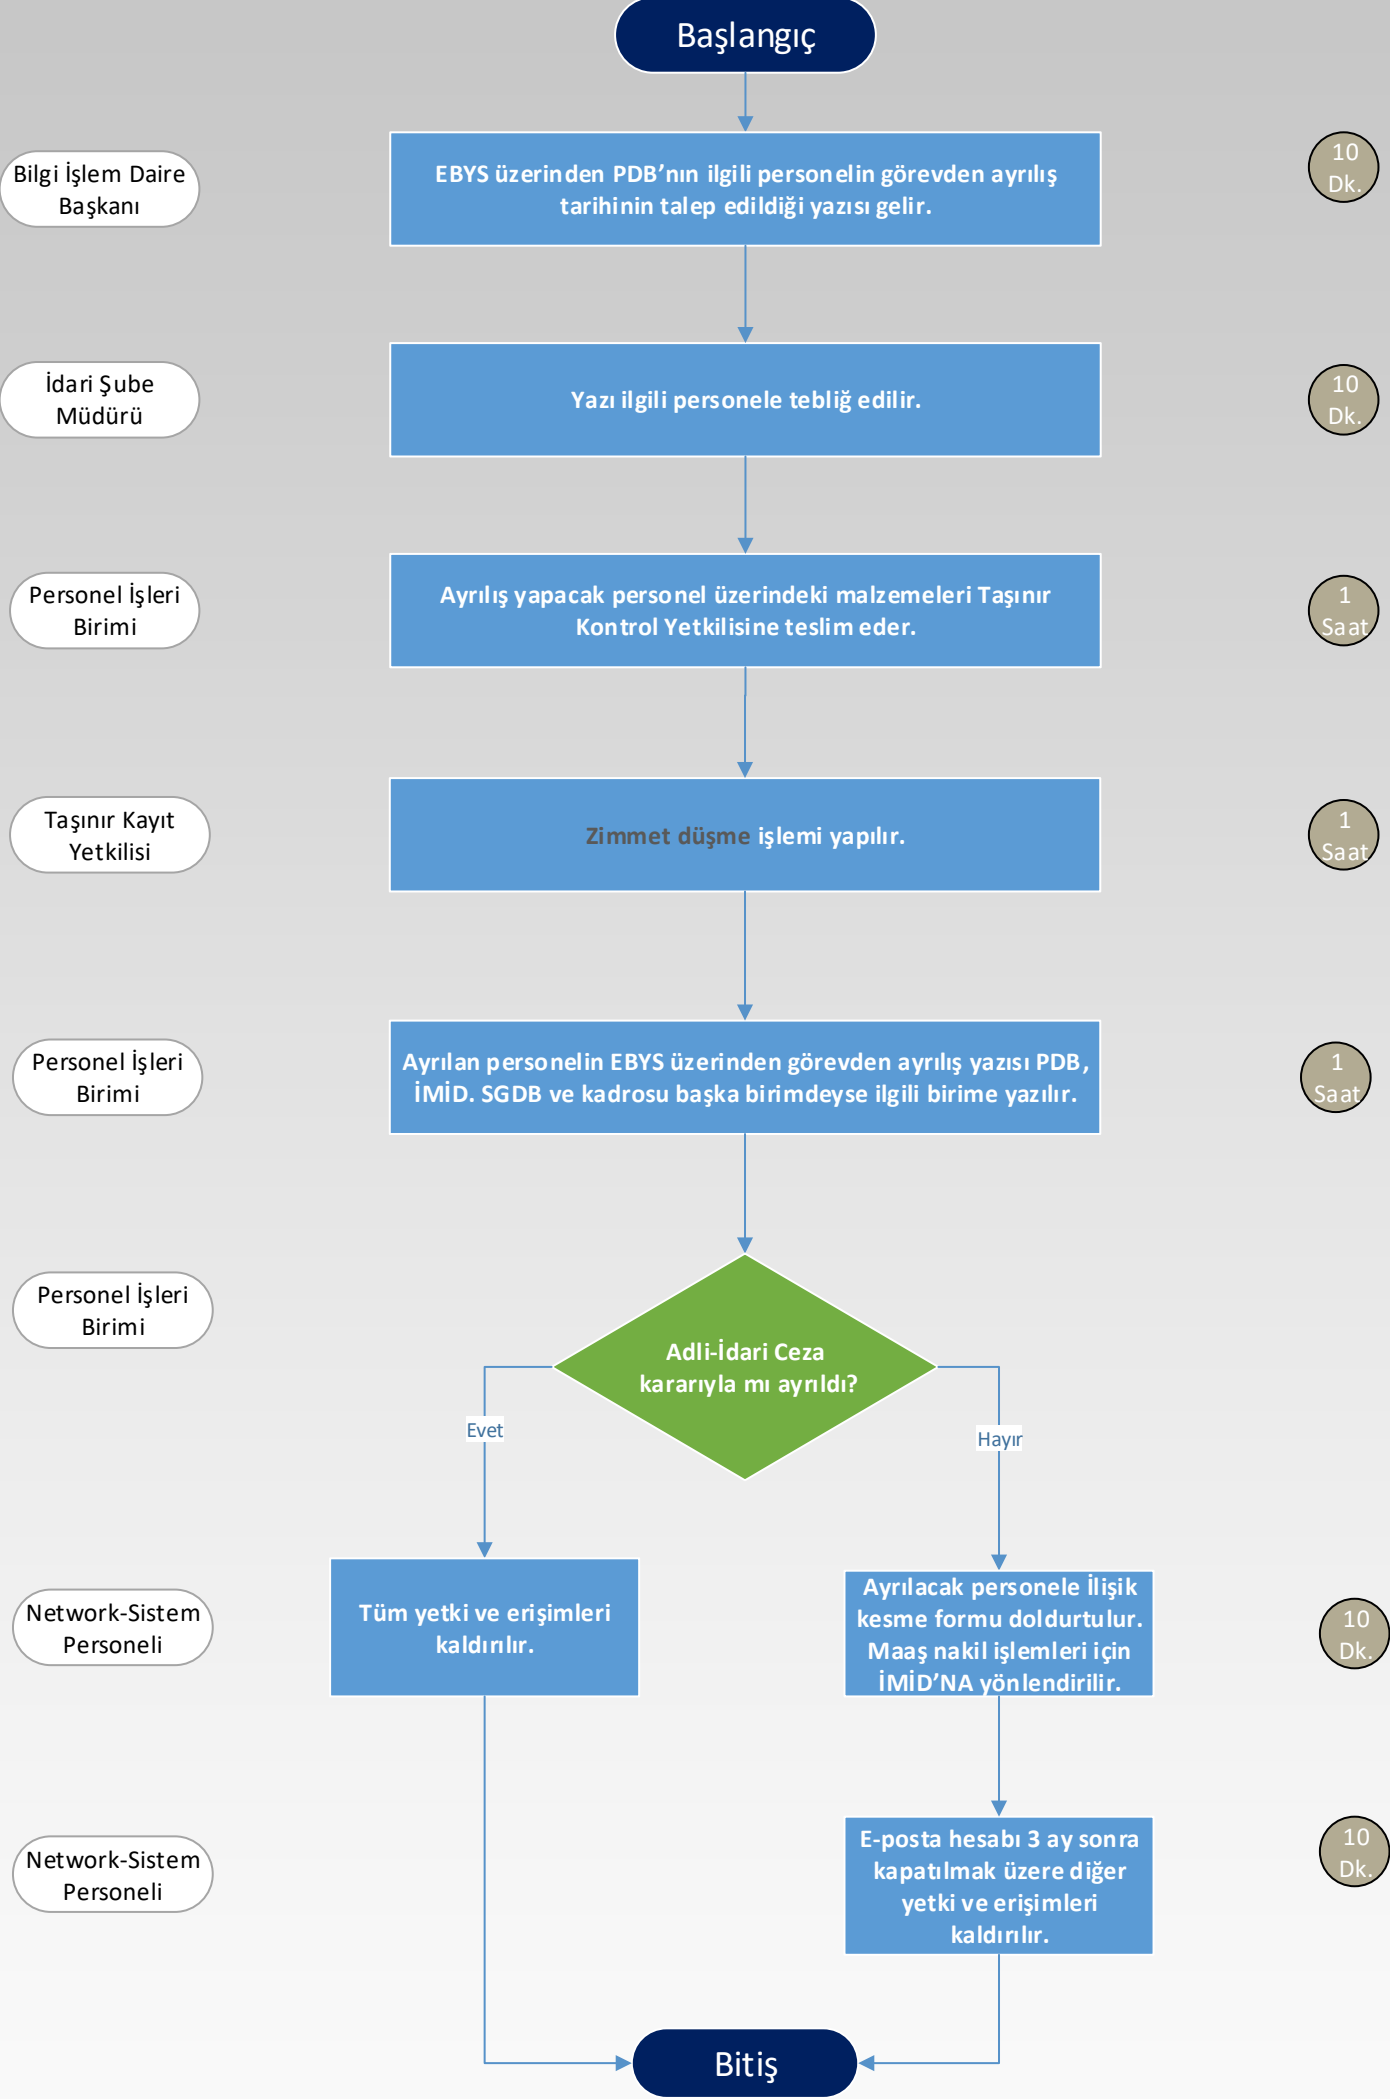 Başlangıç
Bilgi İşlem Daire
Başkanı
EBYS üzerinden PDB’nın ilgili personelin görevden ayrılış
tarihinin talep edildiği yazısı gelir.
10
Dk.
İdari Şube
Müdürü
Yazı ilgili personele tebliğ edilir.
10
Dk.
Personel İşleri
Birimi
Ayrılış yapacak personel üzerindeki malzemeleri Taşınır
Kontrol Yetkilisine teslim eder.
1
Saat
Taşınır Kayıt
Yetkilisi
Zimmet düşme işlemi yapılır.
1
Saat
Personel İşleri
Birimi
Ayrılan personelin EBYS üzerinden görevden ayrılış yazısı PDB,
İMİD. SGDB ve kadrosu başka birimdeyse ilgili birime yazılır.
1
Saat
Personel İşleri
Birimi
Adli-İdari Ceza
kararıyla mı ayrıldı?
Evet
Hayır
Network-Sistem
Personeli
Tüm yetki ve erişimleri
kaldırılır.
Ayrılacak personele İlişik
kesme formu doldurtulur.
Maaş nakil işlemleri için
İMİD’NA yönlendirilir.
10
Dk.
Network-Sistem
Personeli
E-posta hesabı 3 ay sonra
kapatılmak üzere diğer
yetki ve erişimleri
kaldırılır.
10
Dk.
Bitiş